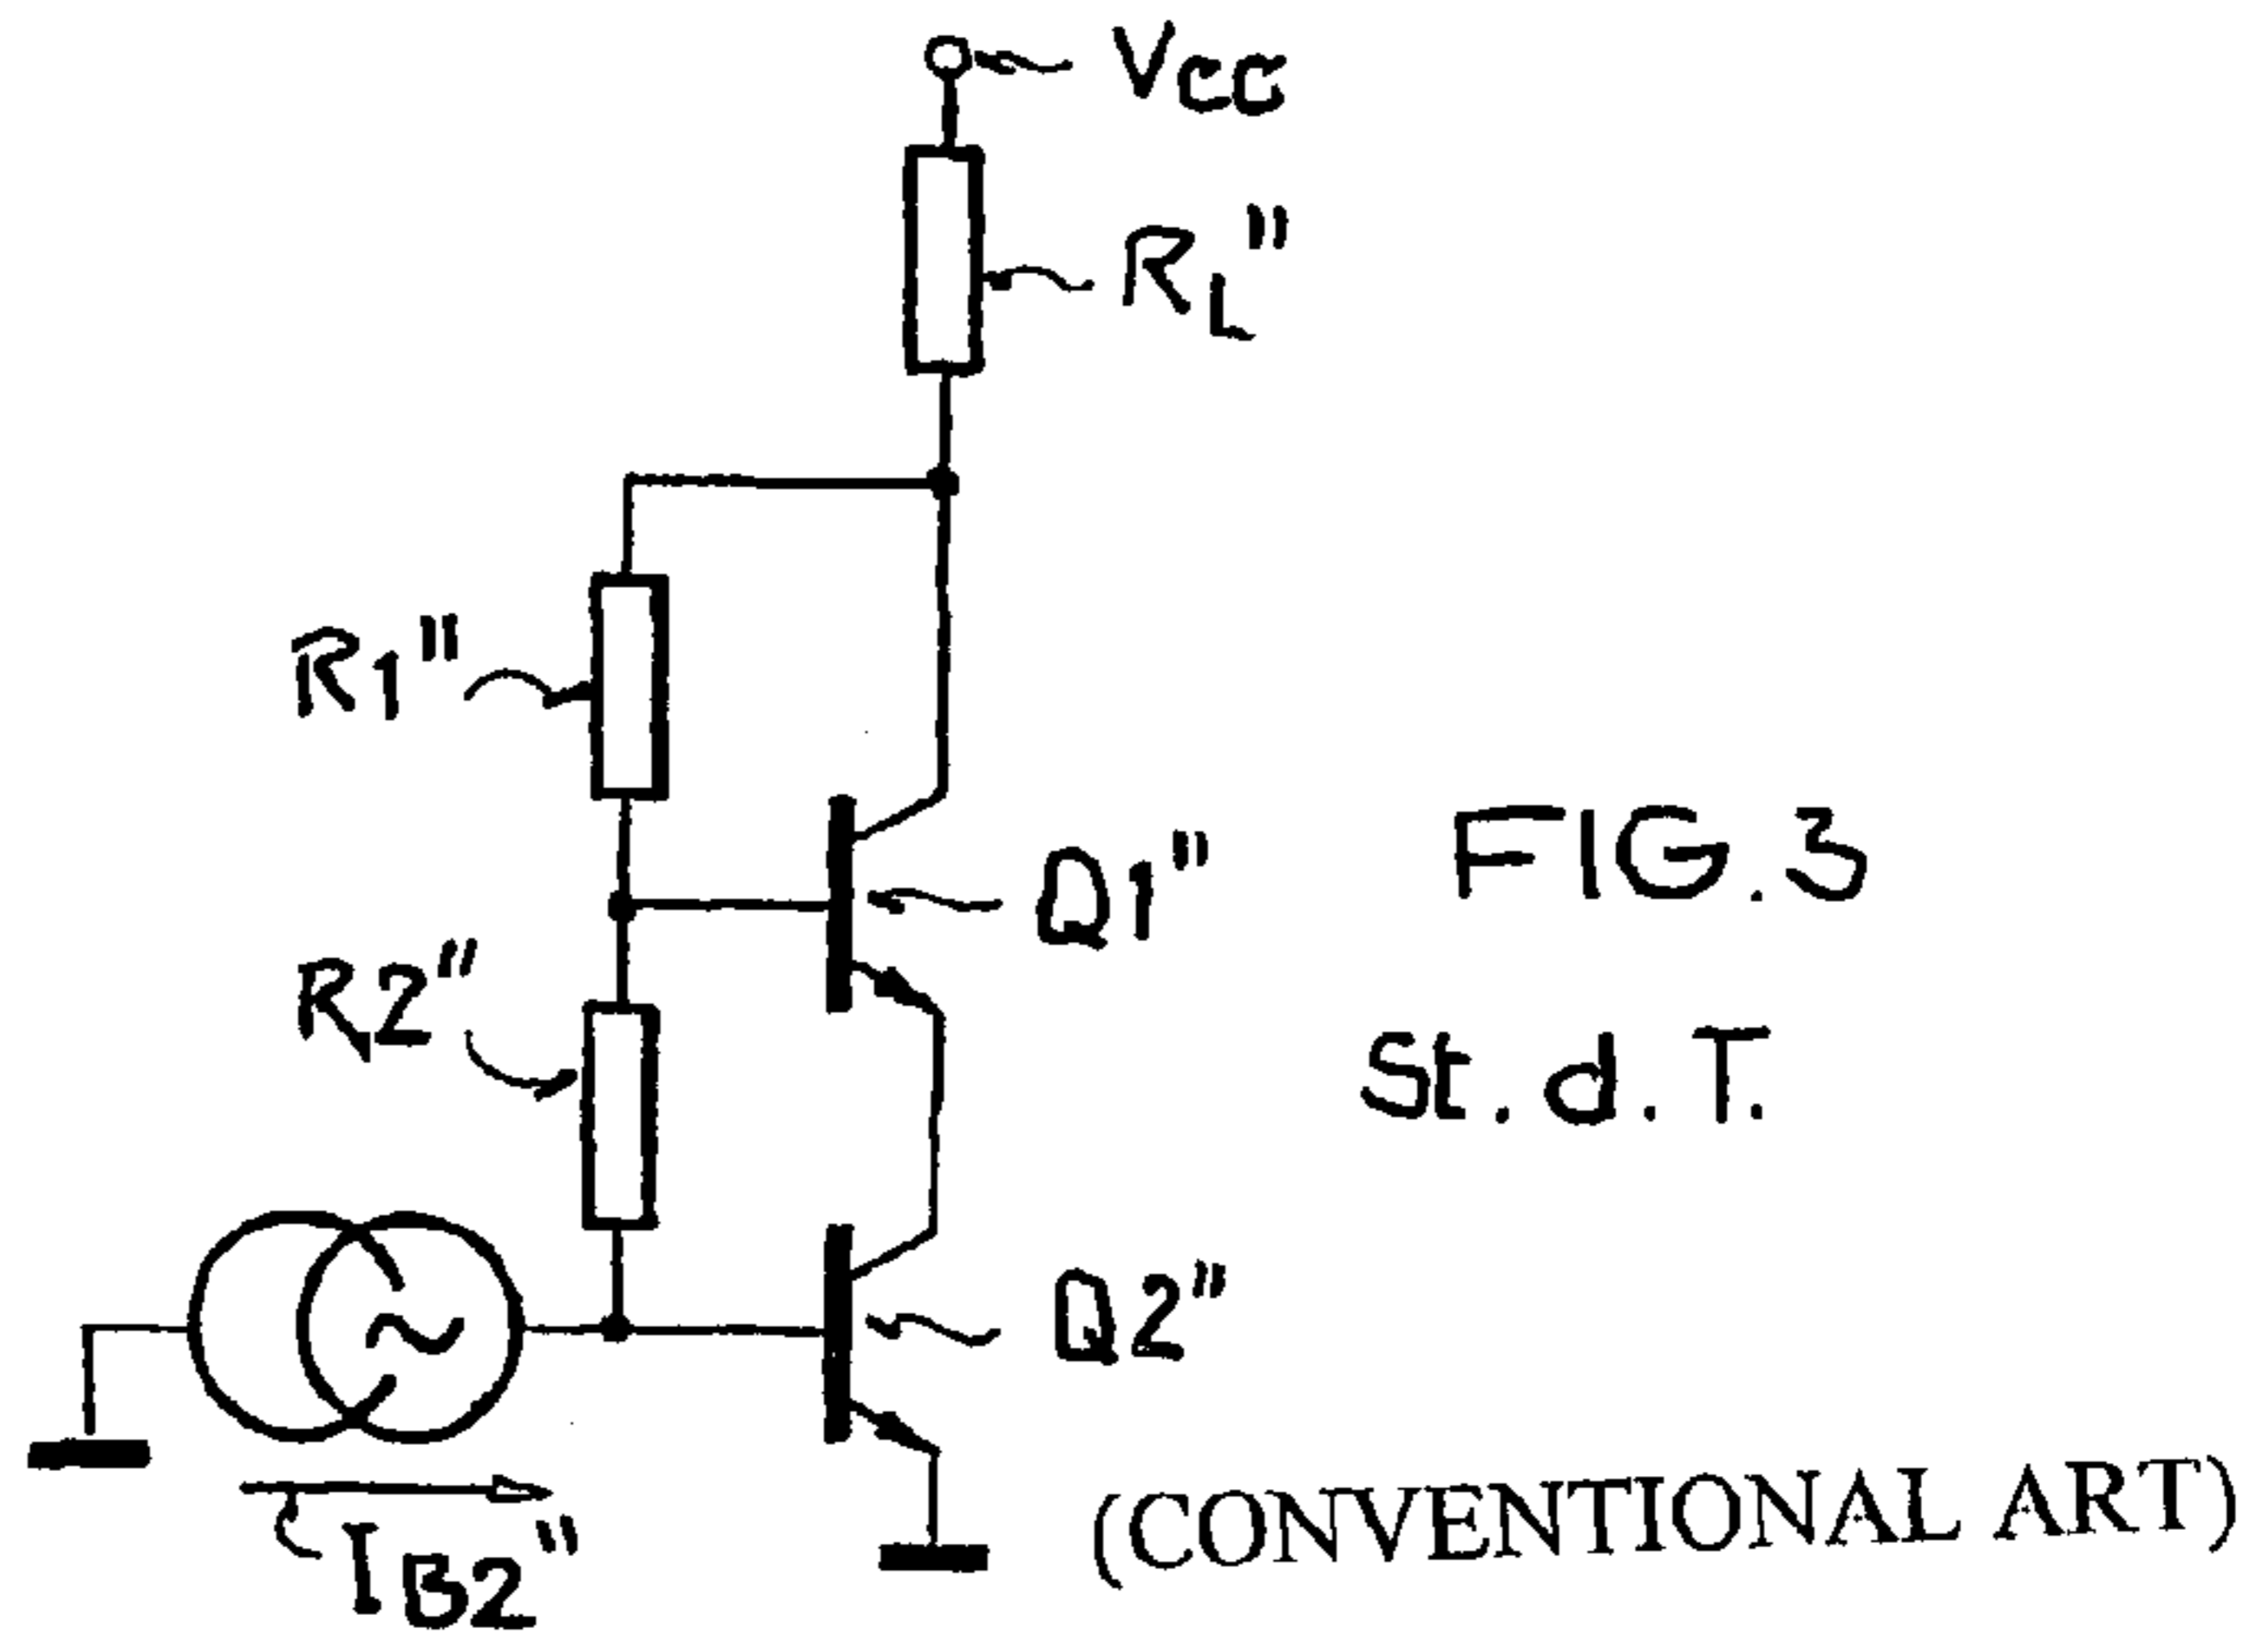 Vcc
RL"
R1"
Q1"
FIG.3
R2"
St.d.T.
Q2"
IB2"
(CONVENTIONAL ART)